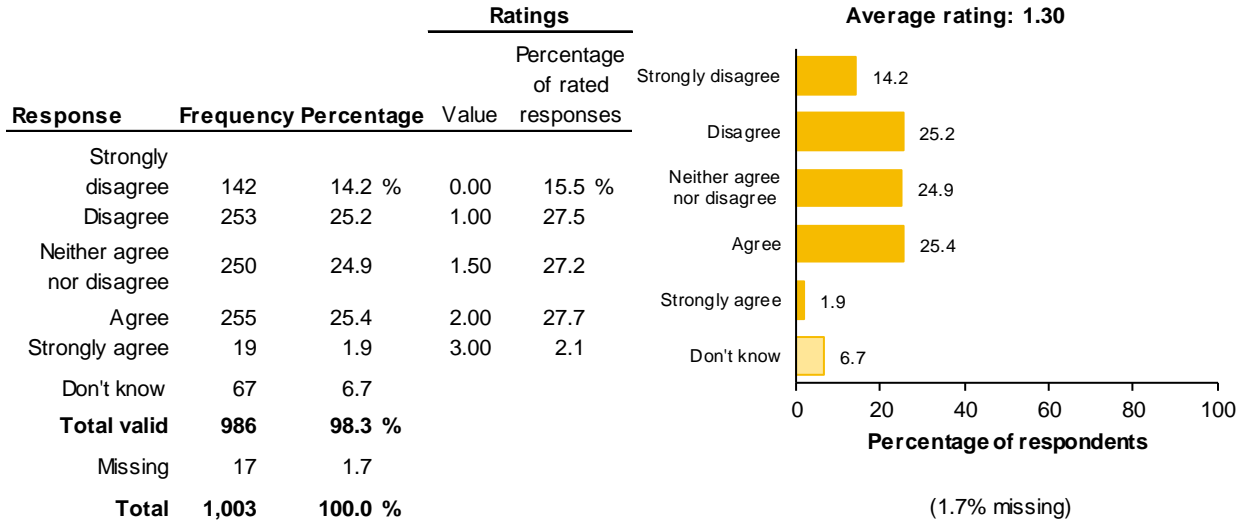 Ratings
Response Frequency Percentage Value Percentage of rated responses
Strongly disagree 142 14.2 % 0.00 15.5 %
Disagree 253 25.2 1.00 27.5
Neither agree nor disagree 250 24.9 1.50 27.2
Agree 255 25.4 2.00 27.7
Strongly agree 19 1.9 3.00 2.1
Don't know 67 6.7
Total valid 986 98.3 %
Missing 17 1.7
Total 1,003 100.0 %
Average rating: 1.30
Strongly disagree 14.2
Disagree 25.2
Neither agree
nor disagree 24.9
Agree 25.4
Strongly agree 1.9
Don't know 6.7
0 20 40 60 80 100
Percentage of respondents
(1.7% missing)